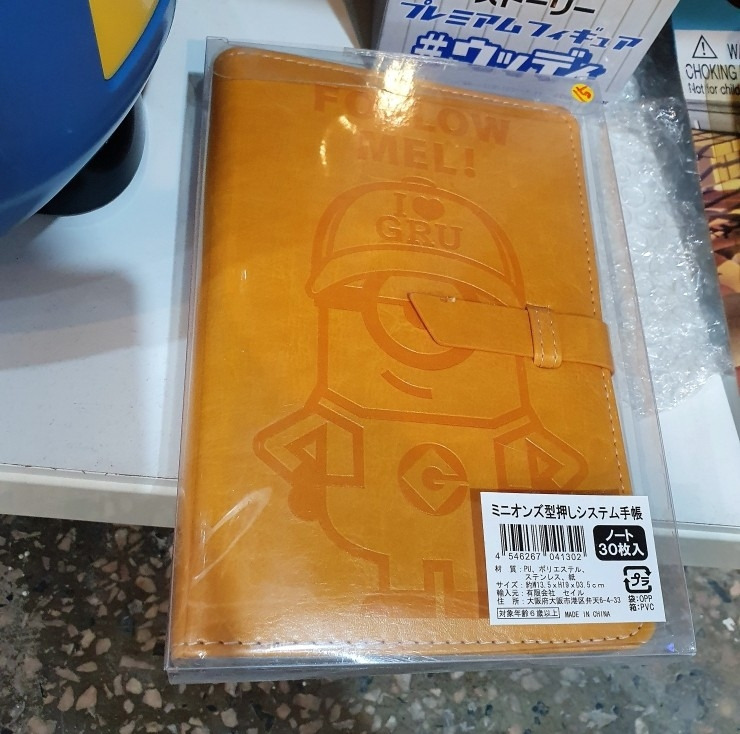 ストーリー
プレミアムフィギュア
#ウッディ
CHOKING
Not for child
FOLLOW
MEL!
I♥
GRU
ミニオンズ型押しシステム手帳
4 546267 041302
ノート
30枚入
材 質:PU、ポリエステル、
ステンレス、紙
サイズ:約W13.5xH19xD3.5cm
輸入元:有限会社 セイル
住 所:大阪府大阪市港区弁天6-4-33
対象年齢6歳以上 MADE IN CHINA
プラ
袋:OPP
箱:PVC